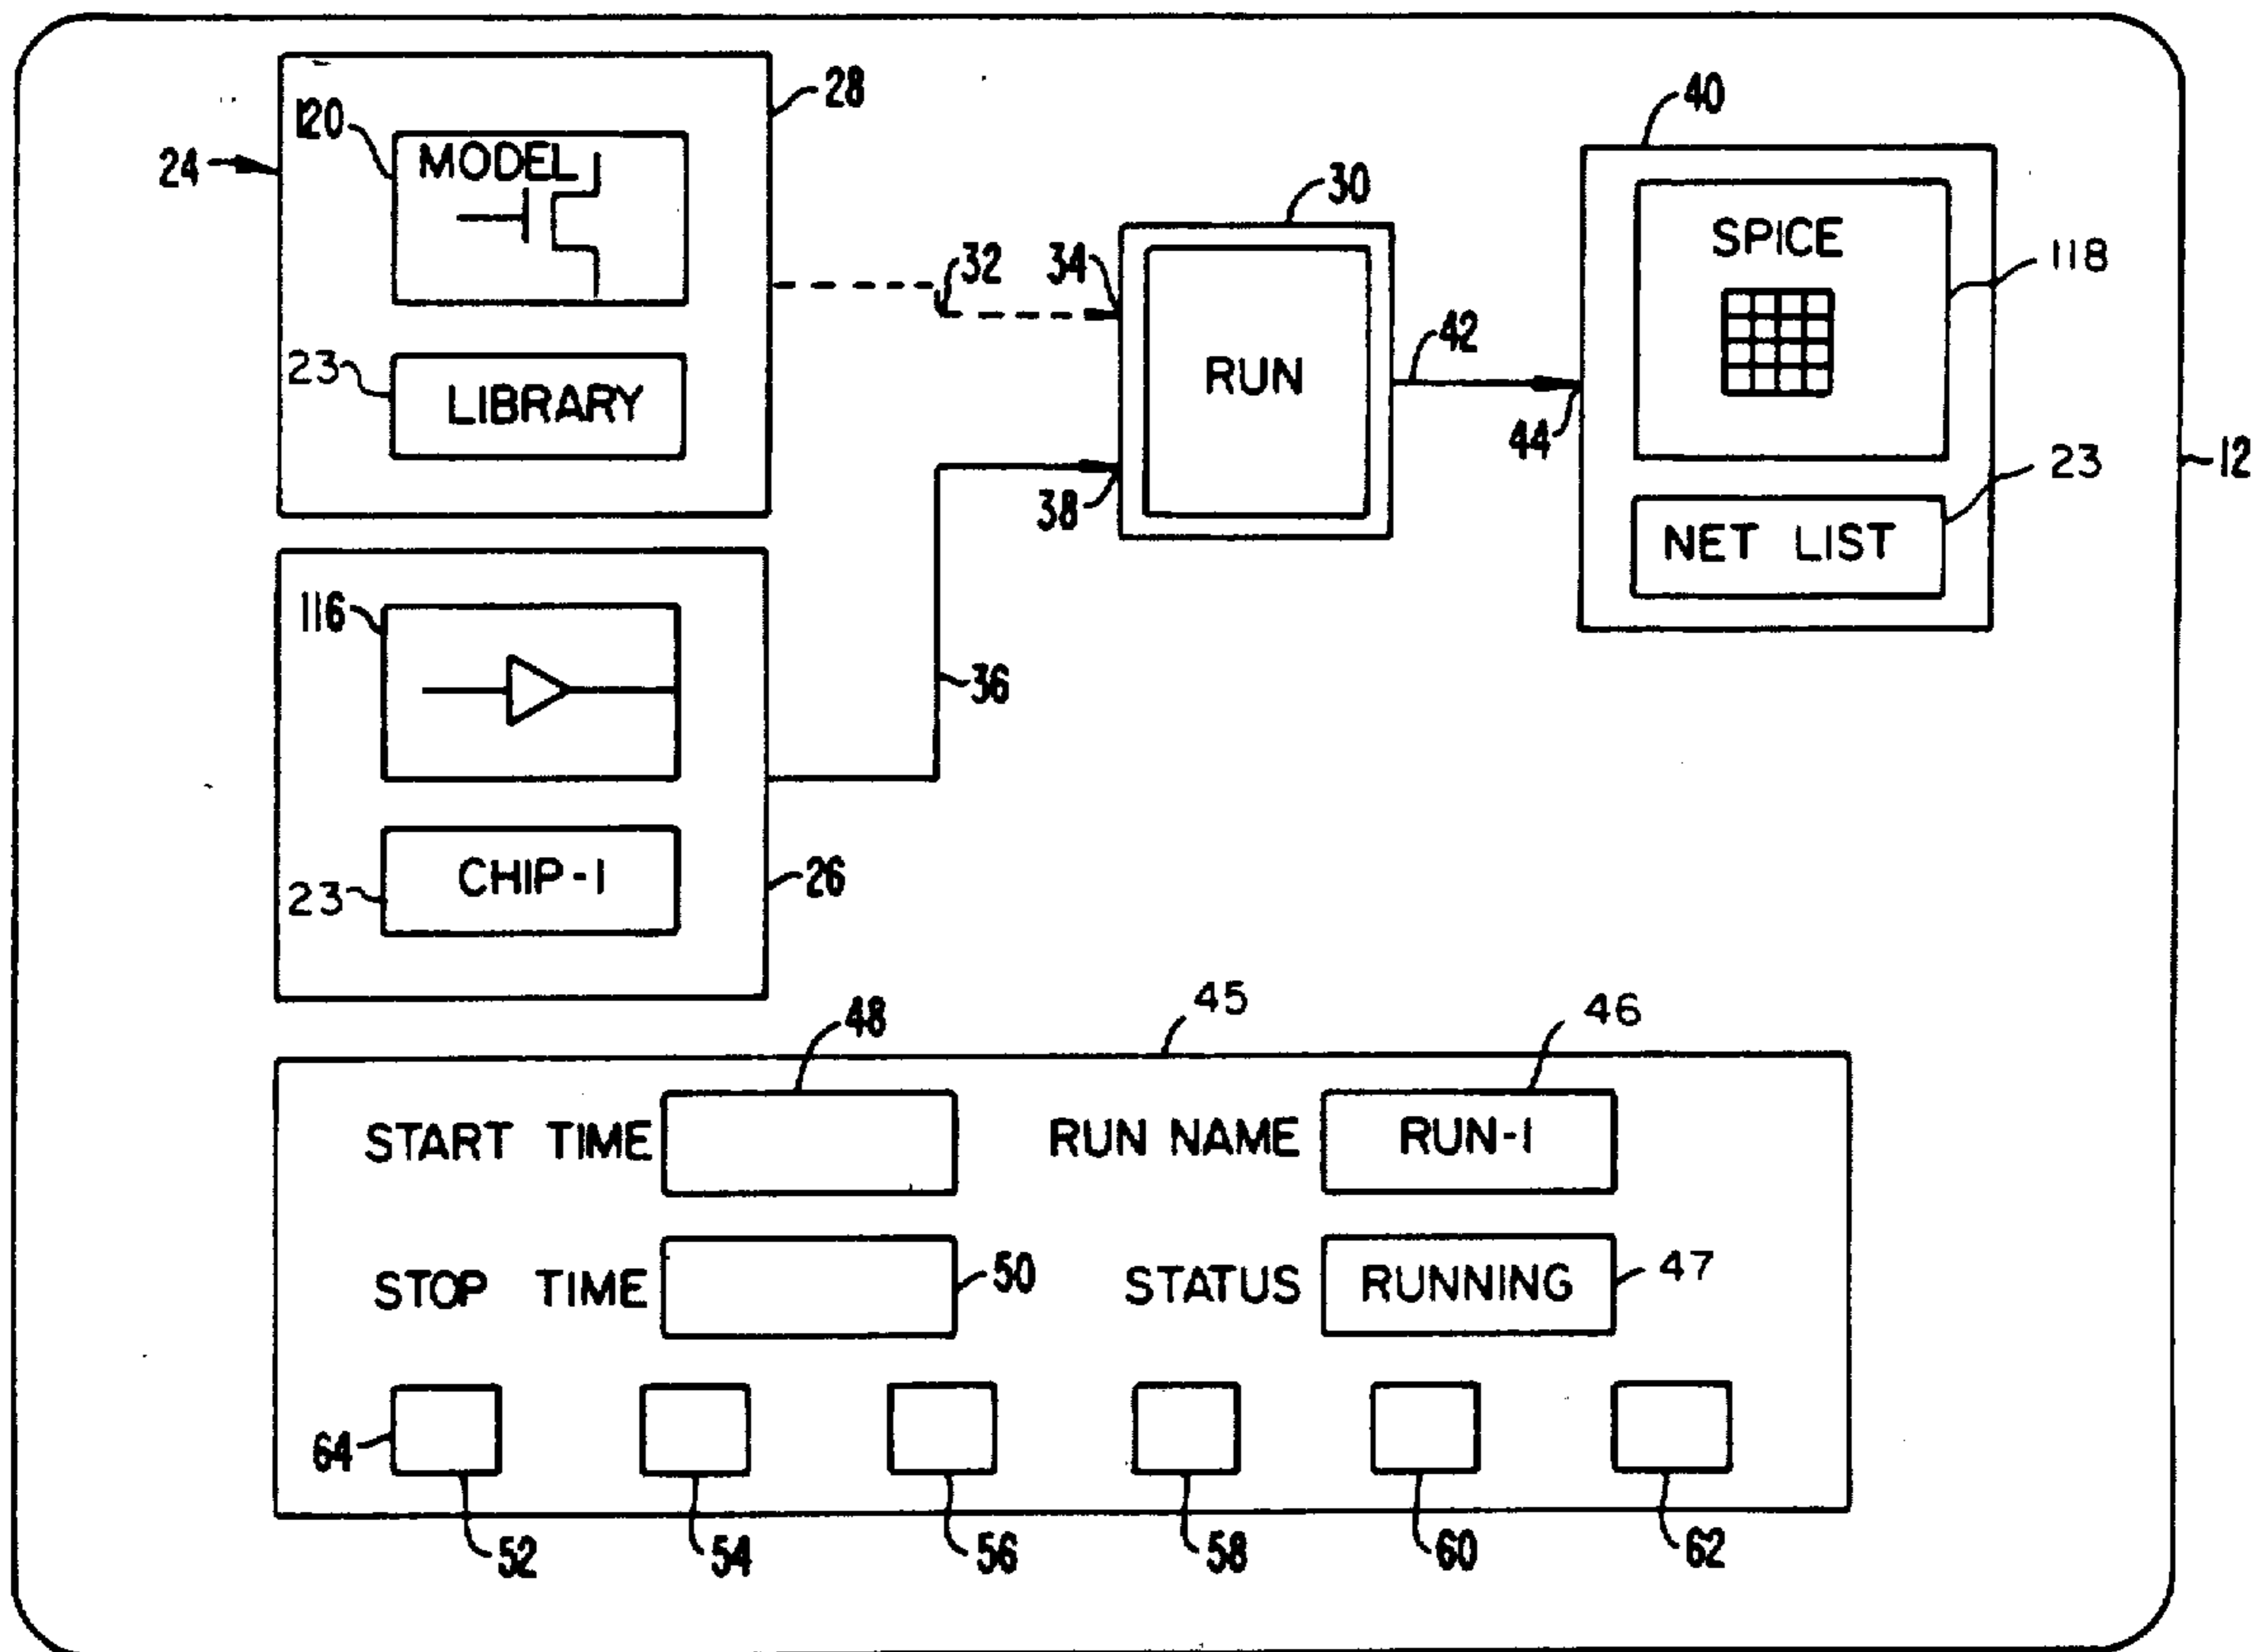 28
40
120
MODEL
24
30
SPICE
32
34
118
RUN
42
23
LIBRARY
44
12
38
23
NET LIST
116
36
CHIP-1
26
23
48
45
46
START TIME
RUN NAME
RUN-1
STOP TIME
50
STATUS
RUNNING
47
64
52
54
56
58
60
62